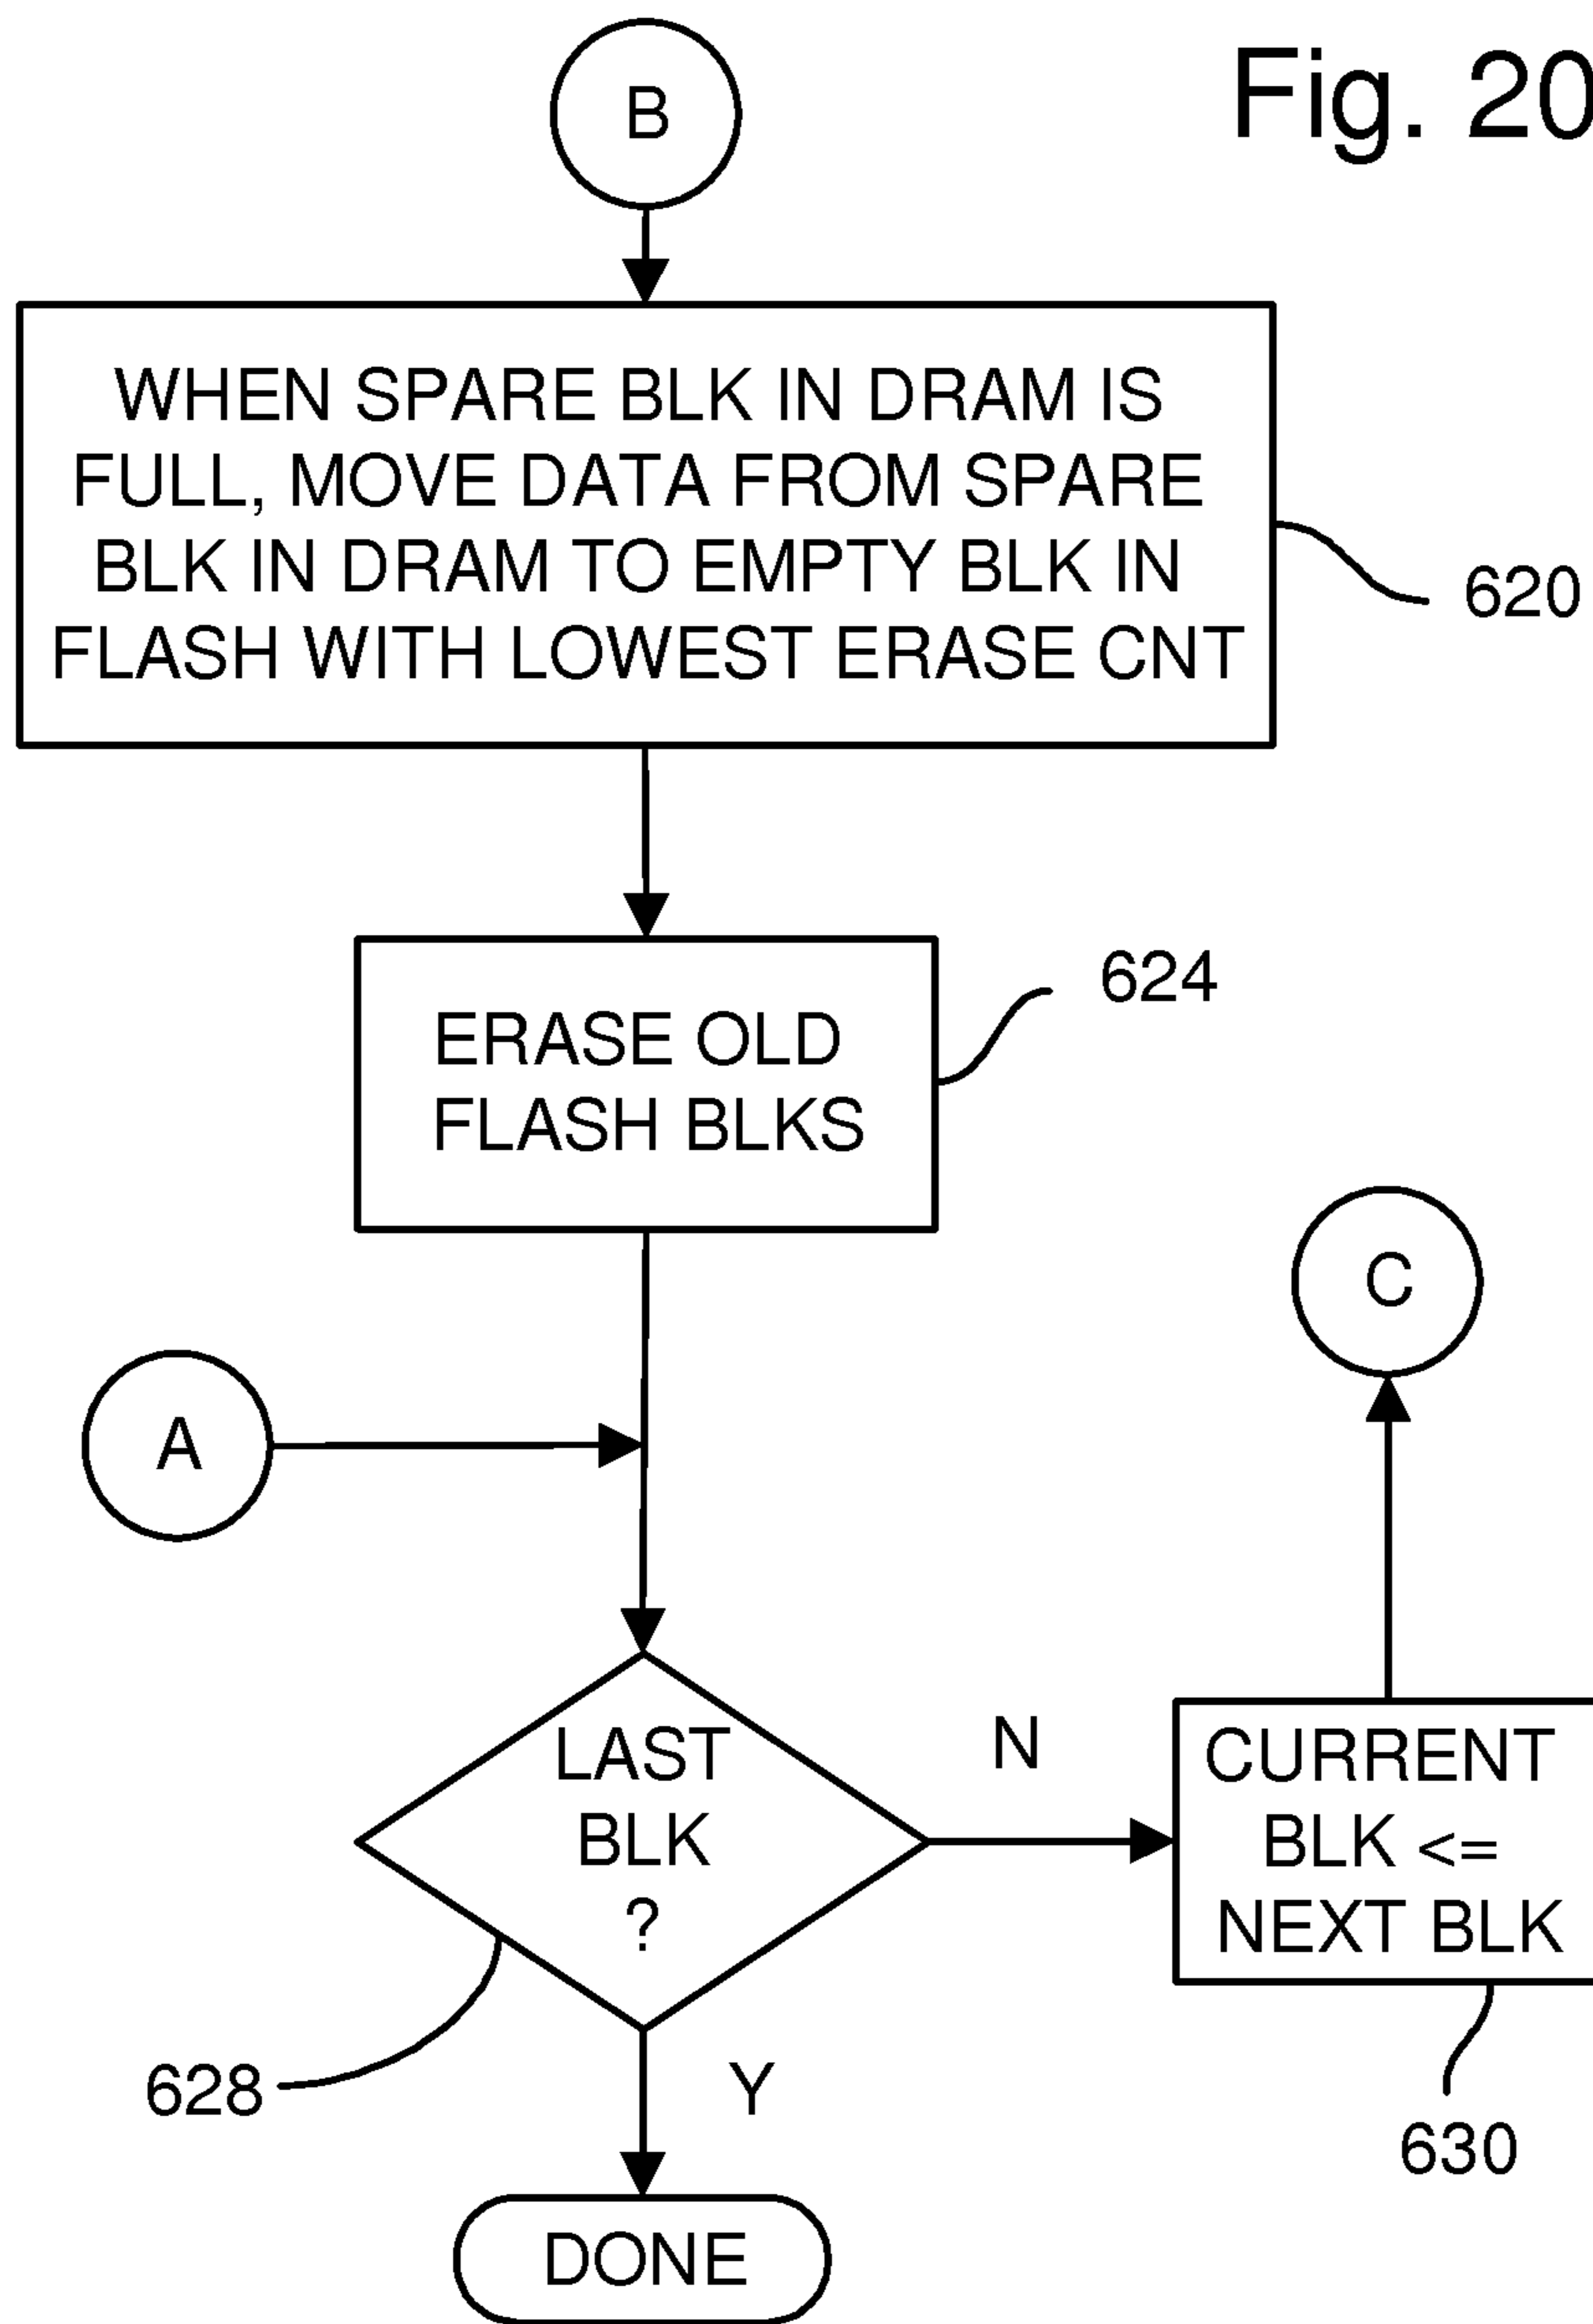 Fig. 20
B
WHEN SPARE BLK IN DRAM IS
FULL, MOVE DATA FROM SPARE
BLK IN DRAM TO EMPTY BLK IN
FLASH WITH LOWEST ERASE CNT
620
ERASE OLD
FLASH BLKS
624
C
A
LAST
BLK
?
N
CURRENT
BLK <=
NEXT BLK
628
Y
630
DONE